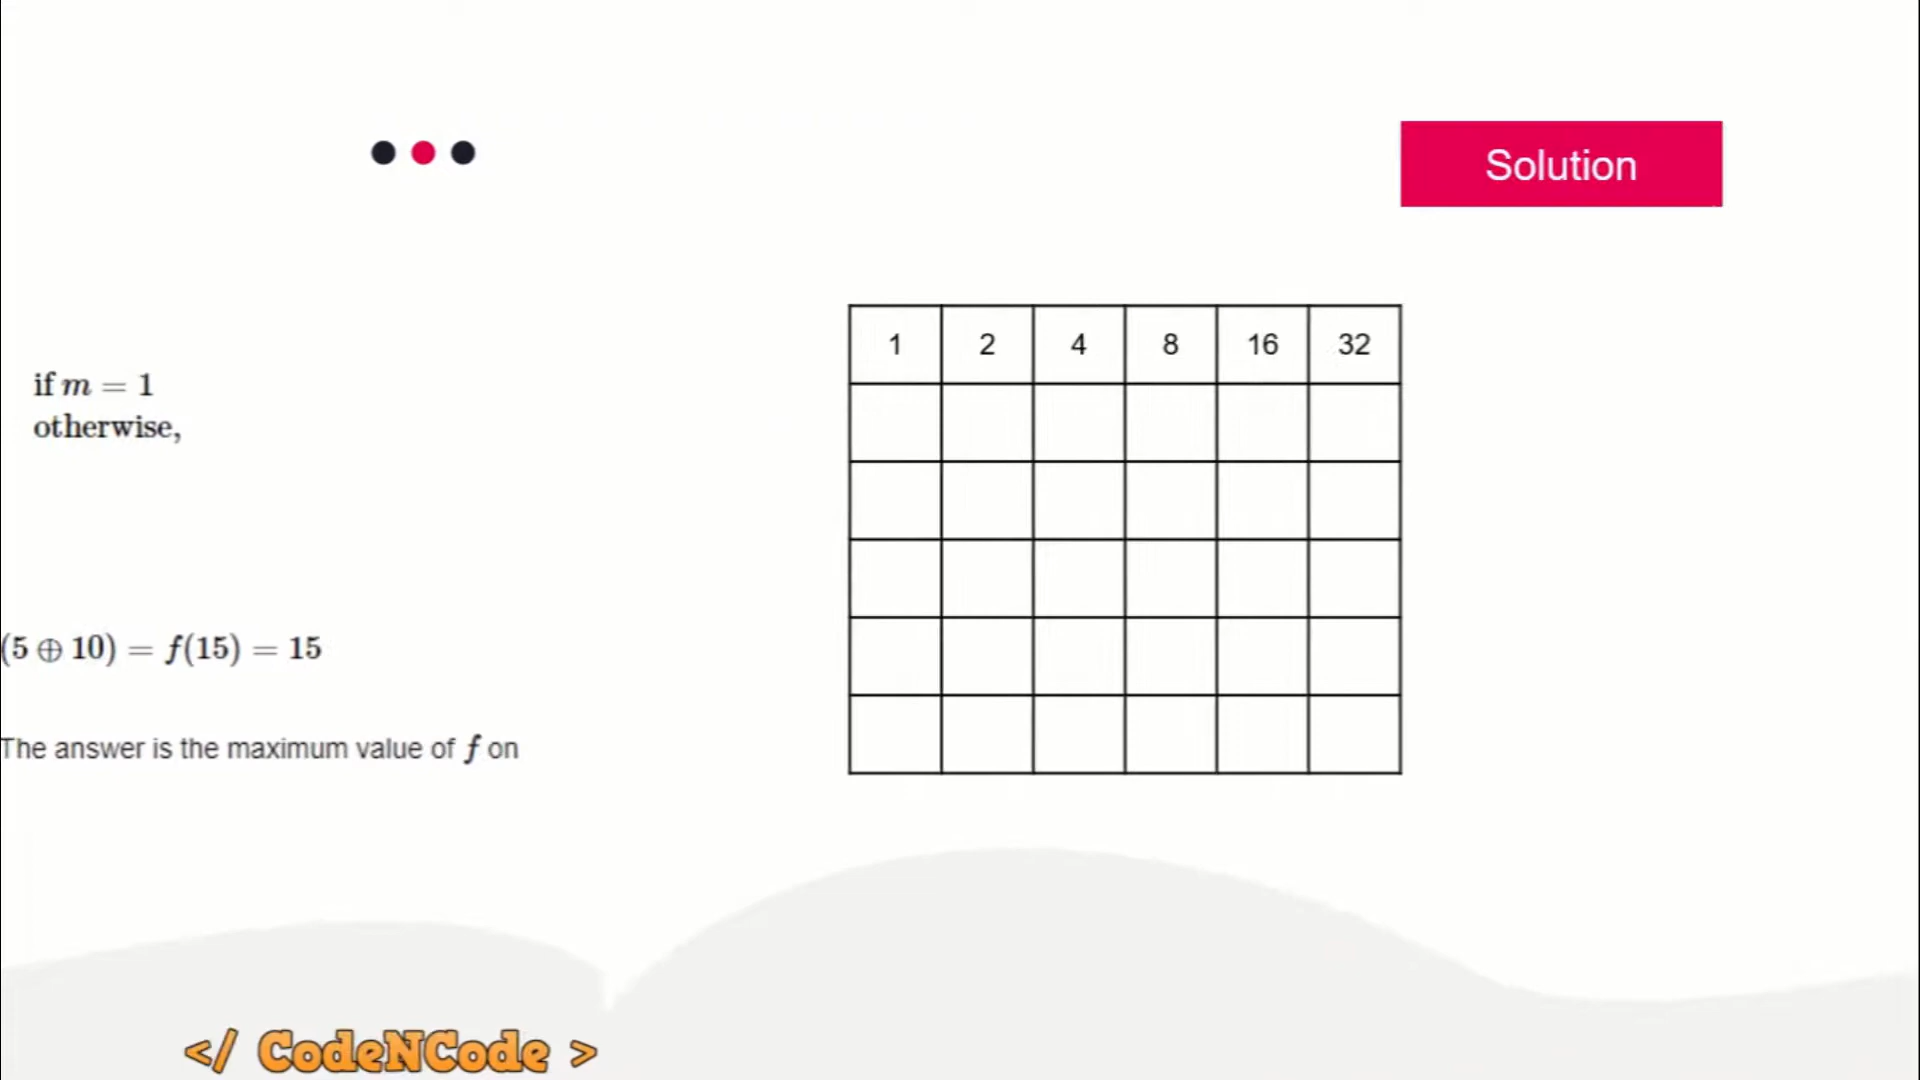 Solution
1 2 4 8 16 32
if m = 1
otherwise,
(5 ⊕ 10) = f(15) = 15
The answer is the maximum value of f on
</ CodeNCode >